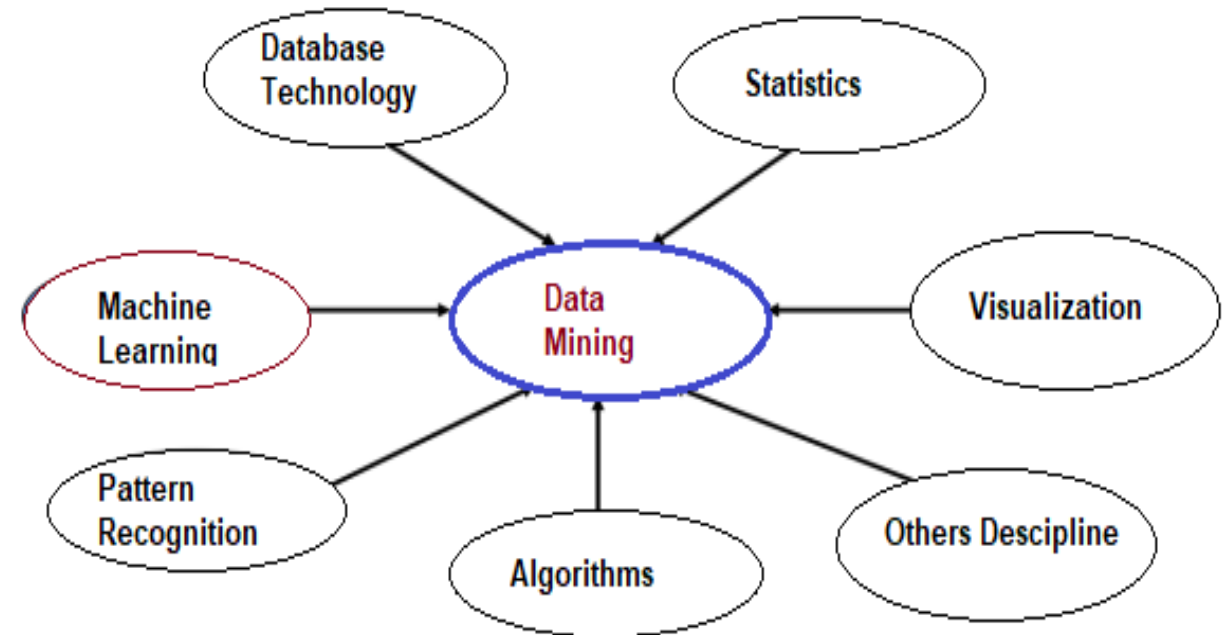 Database
Technology
Statistics
Machine
Learning
Data
Mining
Visualization
Pattern
Recognition
Algorithms
Others Descipline